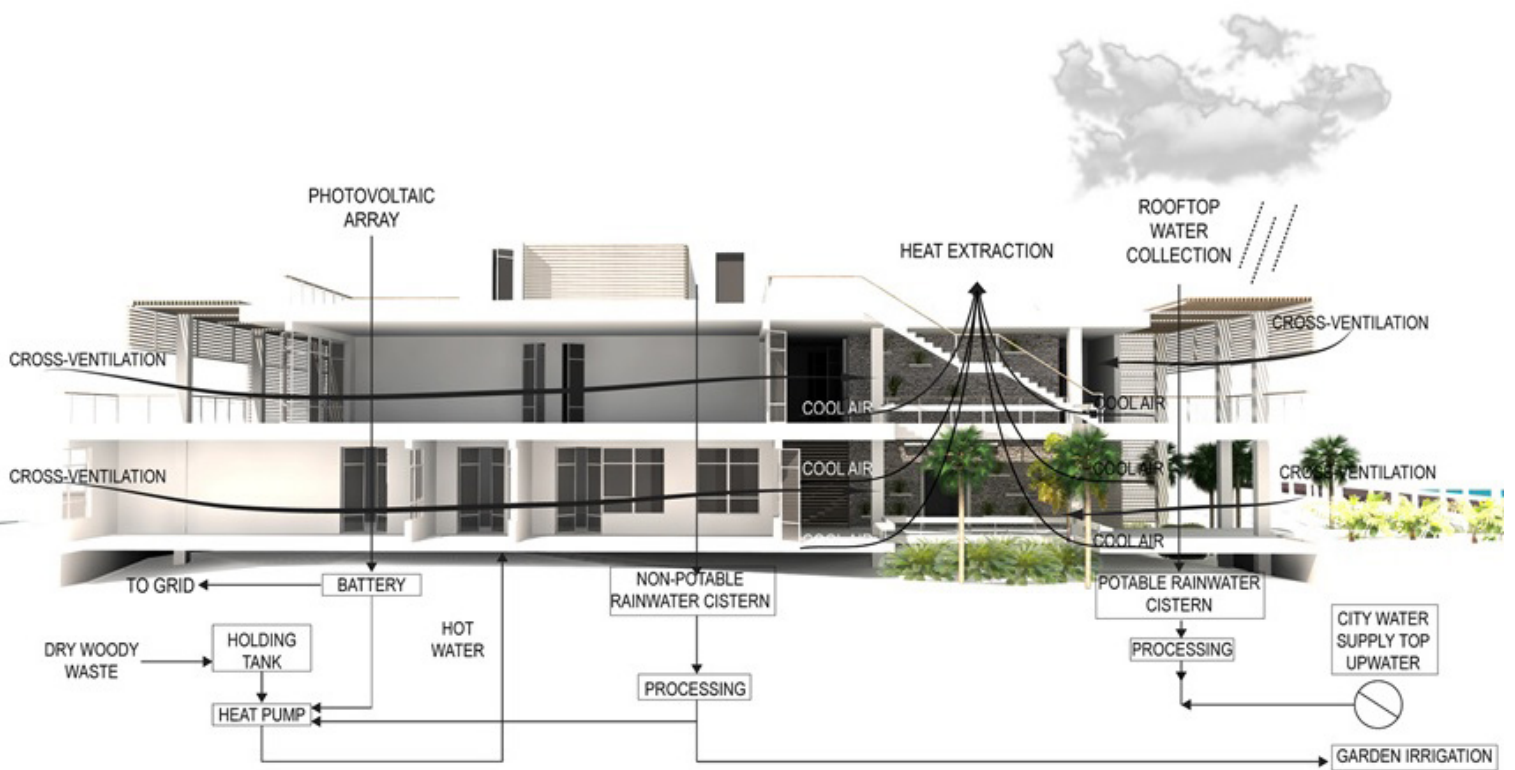 PHOTOVOLTAIC
ARRAY
ROOFTOP
WATER
COLLECTION
HEAT EXTRACTION
CROSS-VENTILATION
CROSS-VENTILATION
COOL AIR
COOL AIR
CROSS-VENTILATION
COOL AIR
COOL AIR
CROSS-VENTILATION
COOL AIR
COOL AIR
TO GRID
BATTERY
NON-POTABLE
RAINWATER CISTERN
POTABLE RAINWATER
CISTERN
DRY WOODY
WASTE
HOLDING
TANK
HOT
WATER
PROCESSING
CITY WATER
SUPPLY TOP
UPWATER
PROCESSING
HEAT PUMP
GARDEN IRRIGATION